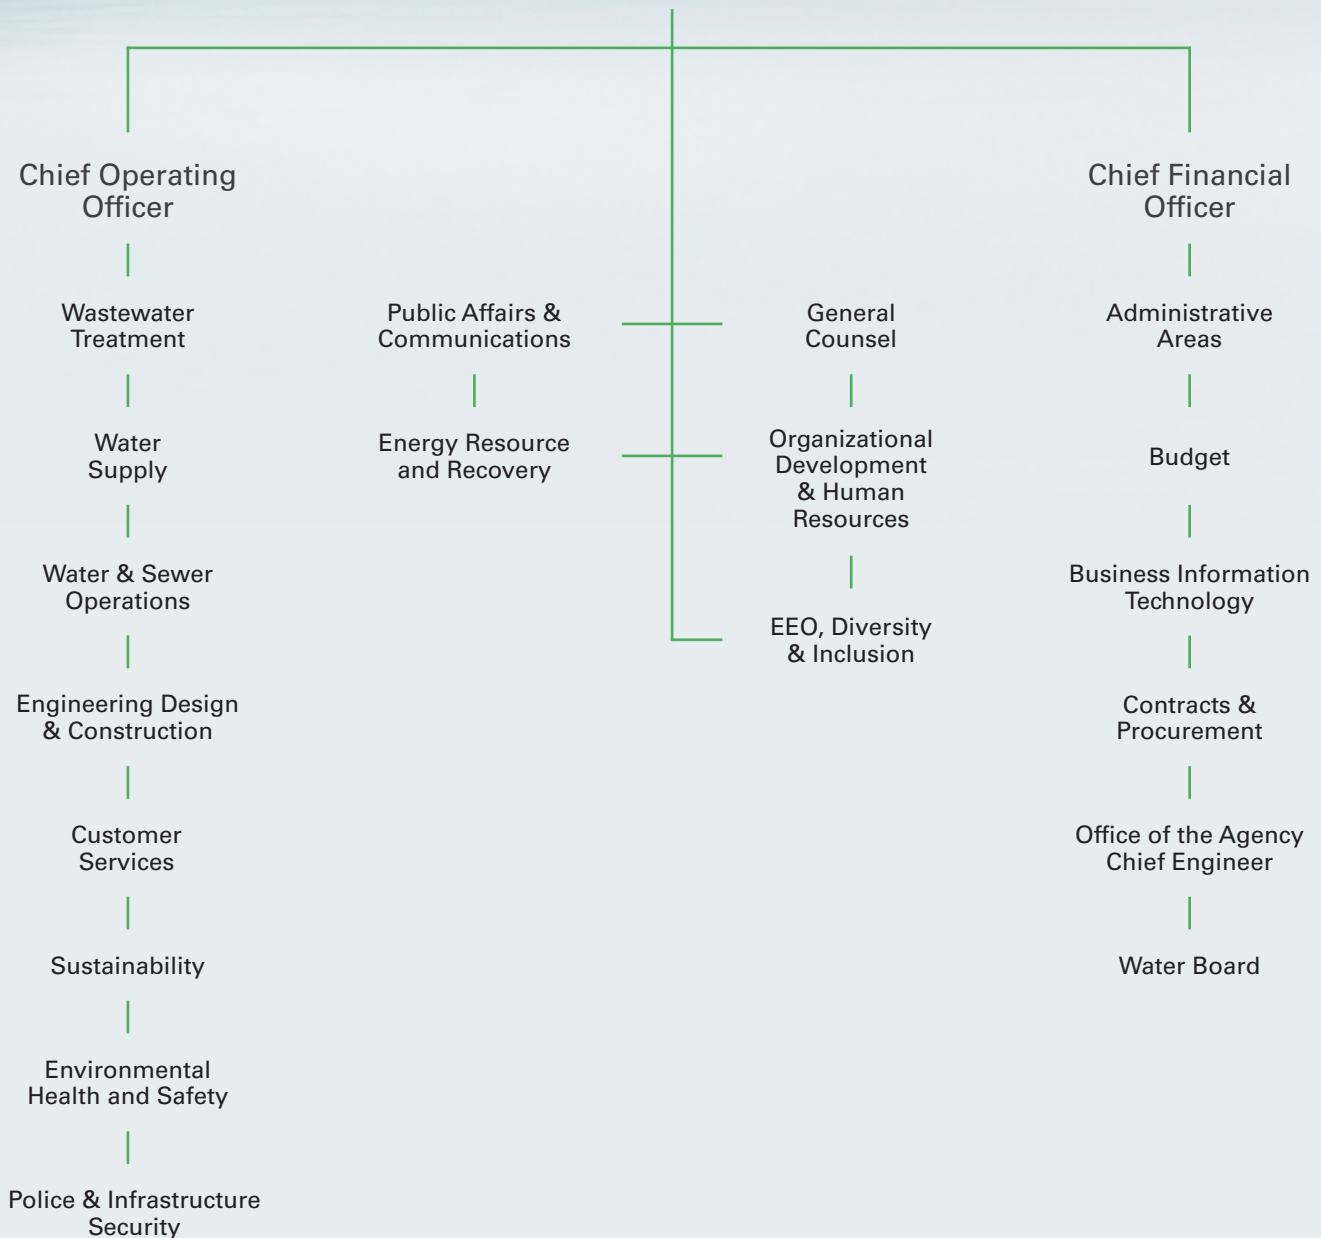 Chief Operating
Officer
Wastewater
Treatment
Water
Supply
Water & Sewer
Operations
Engineering Design
& Construction
Customer
Services
Sustainability
Environmental
Health and Safety
Police & Infrastructure
Security
Public Affairs &
Communications
Energy Resource
and Recovery
General
Counsel
Organizational
Development
& Human
Resources
EEO, Diversity
& Inclusion
Chief Financial
Officer
Administrative
Areas
Budget
Business Information
Technology
Contracts &
Procurement
Office of the Agency
Chief Engineer
Water Board